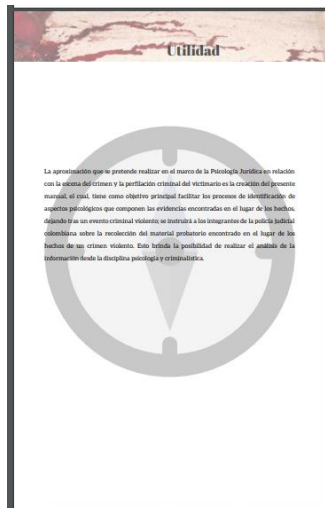 Utilidad
La aproximación que se pretende realizar en el marco de la Psicología Jurídica en relación
con la escena del crimen y la perfilación criminal del victimario es la creación del presente
manual, el cual, tiene como objetivo principal facilitar los procesos de identificación de
aspectos psicológicos que componen las evidencias encontradas en el lugar de los hechos,
dejando tras un evento criminal violento; se instruirá a los integrantes de la policía judicial
colombiana sobre la recolección del material probatorio encontrado en el lugar de los
hechos de un crimen violento. Esto brinda la posibilidad de realizar el análisis de la
información desde la disciplina psicología y criminalística.